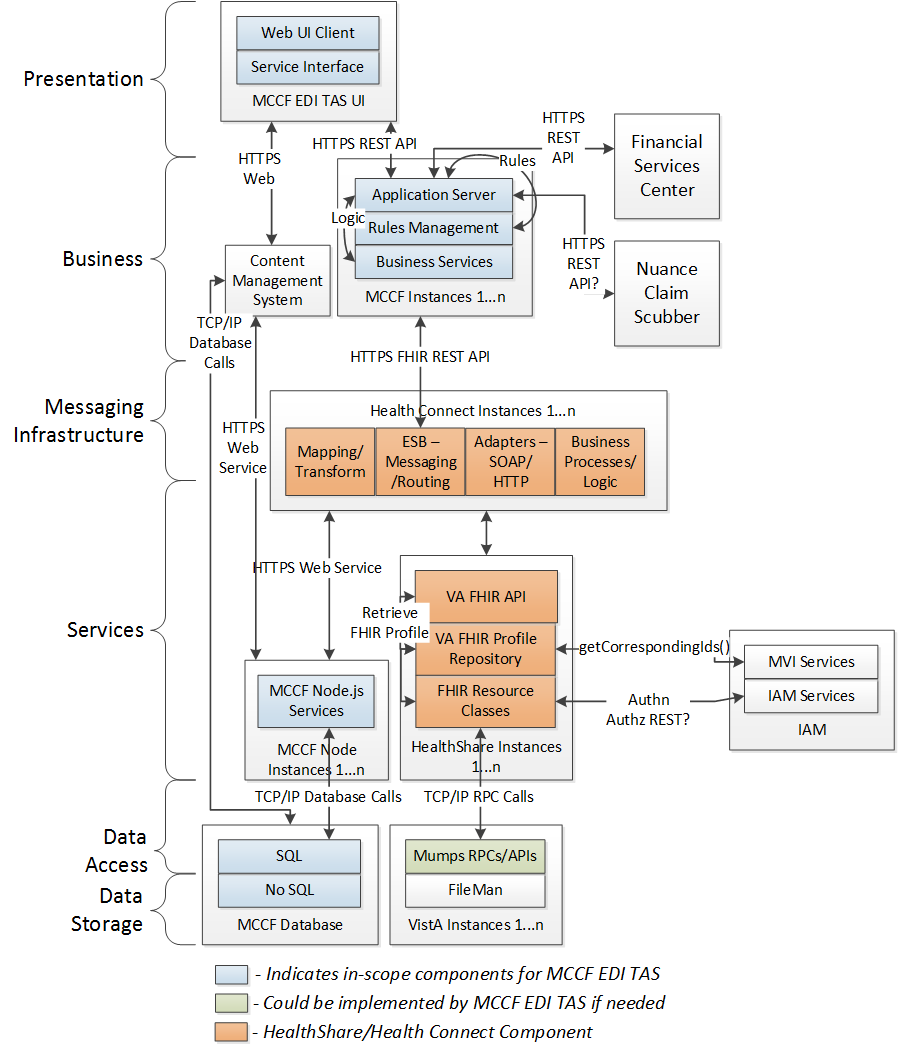 Web UI Client
Service Interface
MCCF EDI TAS UI
Presentation
HTTPS
Web
HTTPS REST API
HTTPS
REST
API
Rules
Financial
Services
Center
Application Server
Logic
Rules Management
Business Services
MCCF Instances 1...n
Business
Content
Management
System
HTTPS
REST
API?
Nuance
Claim
Scubber
TCP/IP
Database
Calls
HTTPS FHIR REST API
Messaging
Infrastructure
HTTPS
Web
Service
Health Connect Instances 1...n
Mapping/
Transform
ESB –
Messaging
/Routing
Adapters –
SOAP/
HTTP
Business
Processes/
Logic
HTTPS Web Service
Services
VA FHIR API
Retrieve
FHIR Profile
VA FHIR Profile
Repository
FHIR Resource
Classes
HealthShare Instances
1...n
getCorrespondingIds()
Authn
Authz REST?
MVI Services
IAM Services
IAM
MCCF Node.js
Services
MCCF Node
Instances 1...n
TCP/IP Database Calls
TCP/IP RPC Calls
Data
Access
Data
Storage
SQL
No SQL
MCCF Database
Mumps RPCs/APIs
FileMan
VistA Instances 1...n
- Indicates in-scope components for MCCF EDI TAS
- Could be implemented by MCCF EDI TAS if needed
- HealthShare/Health Connect Component